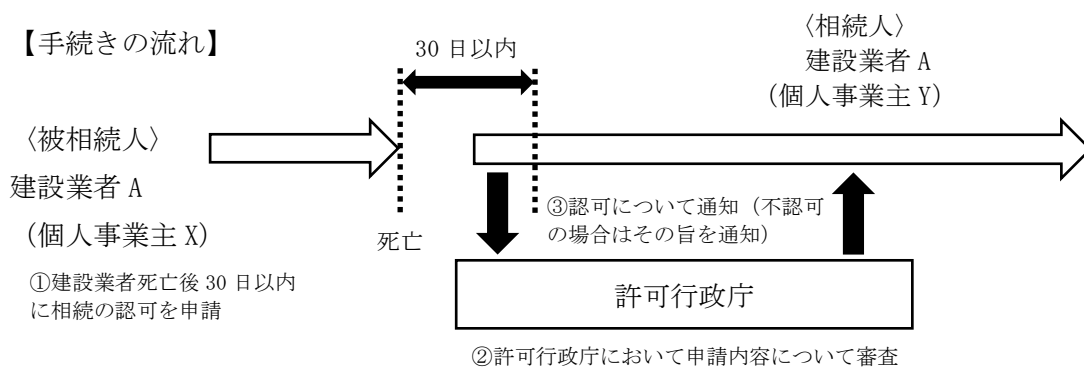 【手続きの流れ】
30 日以内
〈相続人〉
建設業者 A
(個人事業主 Y)
〈被相続人〉
建設業者 A
(個人事業主 X)
死亡
①建設業者死亡後 30 日以内
に相続の認可を申請
③認可について通知（不認可
の場合はその旨を通知）
許可行政庁
②許可行政庁において申請内容について審査